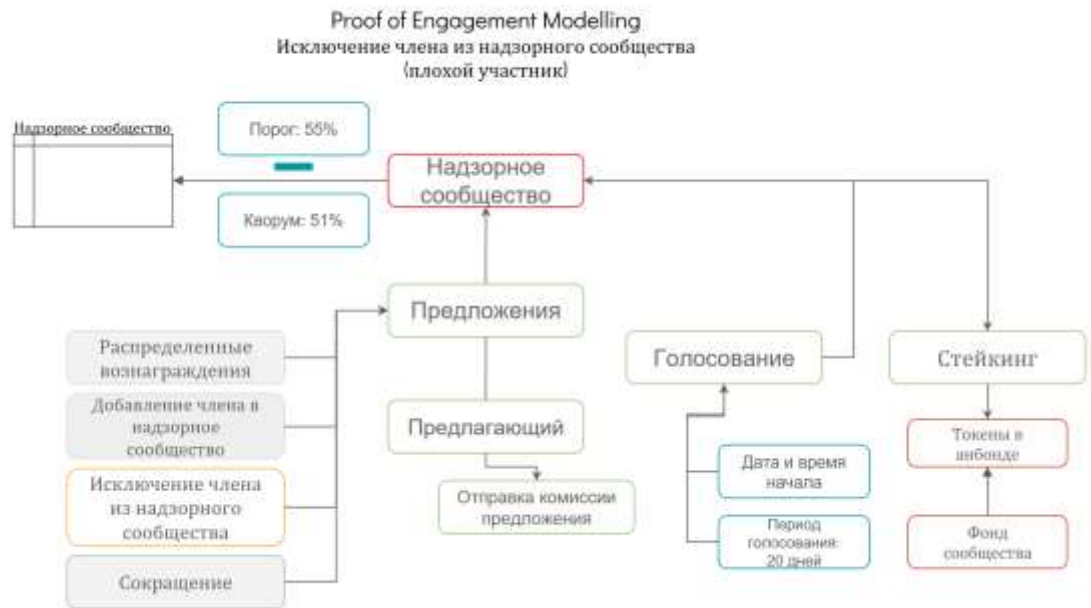 Proof of Engagement Modelling
Исключение члена из надзорного сообщества
(плохой участник)
Надзорное сообщество
Порог: 55%
Кворум: 51%
Надзорное
сообщество
Предложения
Распределенные
вознаграждения
Добавление члена в
надзорное
сообщество
Исключение члена
из надзорного
сообщества
Сокращение
Предлагающий
Отправка комиссии
предложения
Голосование
Дата и время
начала
Период
голосования:
20 дней
Стейкинг
Токены в
анбонде
Фонд
сообщества